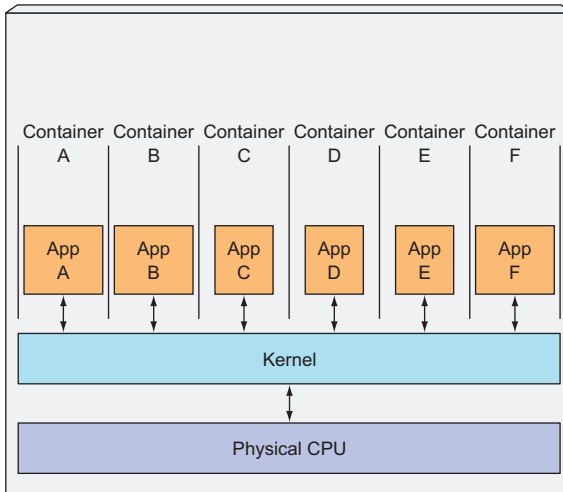 Container A
Container B
Container C
Container D
Container E
Container F
App A
App B
App C
App D
App E
App F
Kernel
Physical CPU